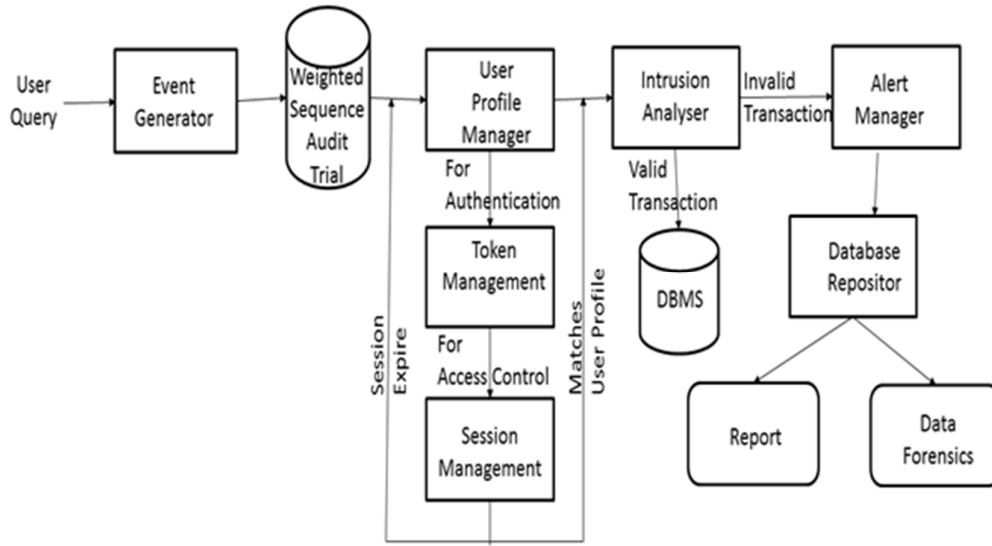 User
Query
Event
Generator
Weighted
Sequence
Audit
Trial
User
Profile
Manager
Intrusion
Analyser
Invalid
Transaction
Alert
Manager
For
Authentication
Valid
Transaction
Token
Management
DBMS
Database
Repositor
Session
Expire
Matches
User Profile
For
Access Control
Session
Management
Report
Data
Forensics